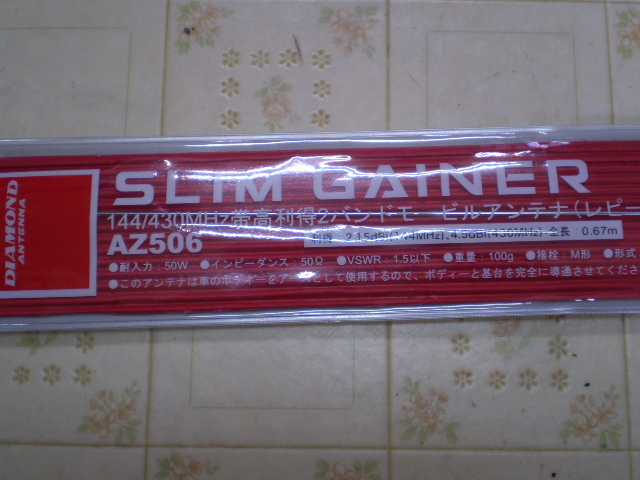 DIAMOND
ANTENNA
SLIM GAINER
144/430MHz帯高利得2バンドモービルアンテナ(レピー
AZ506
利得:2.15dBi(144MHz)、4.5dBi(430MHz) 全長:0.67m
●耐入力:50W ●インピーダンス:50Ω ●VSWR:1.5以下 ●重量:100g ●接栓:M形 ●形式
●このアンテナは車のボディーをアースとして使用するので、ボディーと基台を完全に導通させてくださ